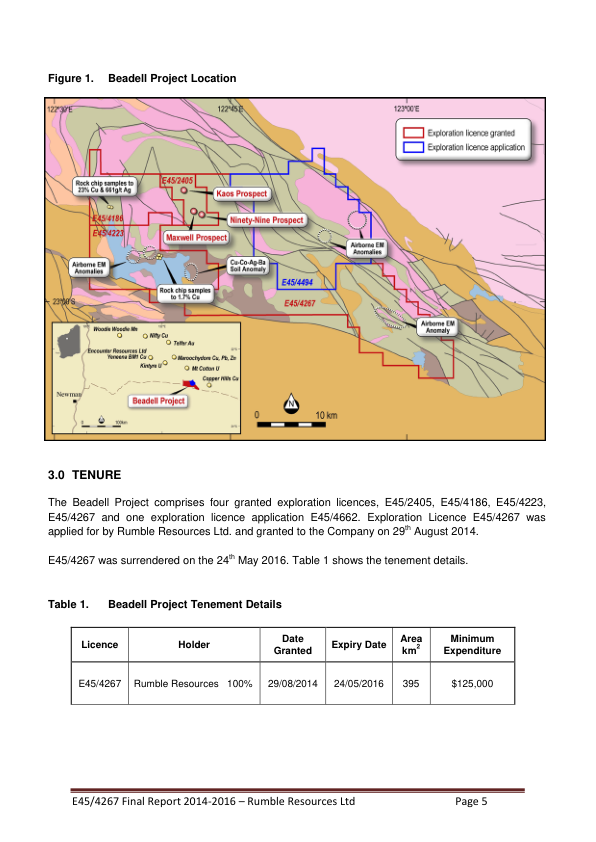 Figure 1. Beadell Project Location
122°30'E
122°45'E
123°00'E
Exploration licence granted
Exploration licence application
Rock chip samples to
23% Cu & 661g/t Ag
E45/2405
Kaos Prospect
E45/4186
Ninety-Nine Prospect
E45/4223
Maxwell Prospect
Airborne EM
Anomalies
Airborne EM
Anomalies
Cu-Co-Ag-Ba
Soil Anomaly
Rock chip samples
to 1.7% Cu
E45/4494
E45/4267
23°00'S
Airborne EM
Anomaly
Woodie Woodie Mn
Nifty Cu
Telfer Au
Encounter Resources Ltd
Yeneena BM1 Cu
Maroochydore Cu, Pb, Zn
Kintyre U
Mt Cotton U
Copper Hills Cu
Newman
Beadell Project
0 100km
N
0 10 km
3.0 TENURE
The Beadell Project comprises four granted exploration licences, E45/2405, E45/4186, E45/4223,
E45/4267 and one exploration licence application E45/4662. Exploration Licence E45/4267 was
applied for by Rumble Resources Ltd. and granted to the Company on 29th August 2014.
E45/4267 was surrendered on the 24th May 2016. Table 1 shows the tenement details.
Table 1. Beadell Project Tenement Details
Licence Holder Date Granted Expiry Date Area km2 Minimum Expenditure
E45/4267 Rumble Resources 100% 29/08/2014 24/05/2016 395 $125,000
E45/4267 Final Report 2014-2016 – Rumble Resources Ltd Page 5